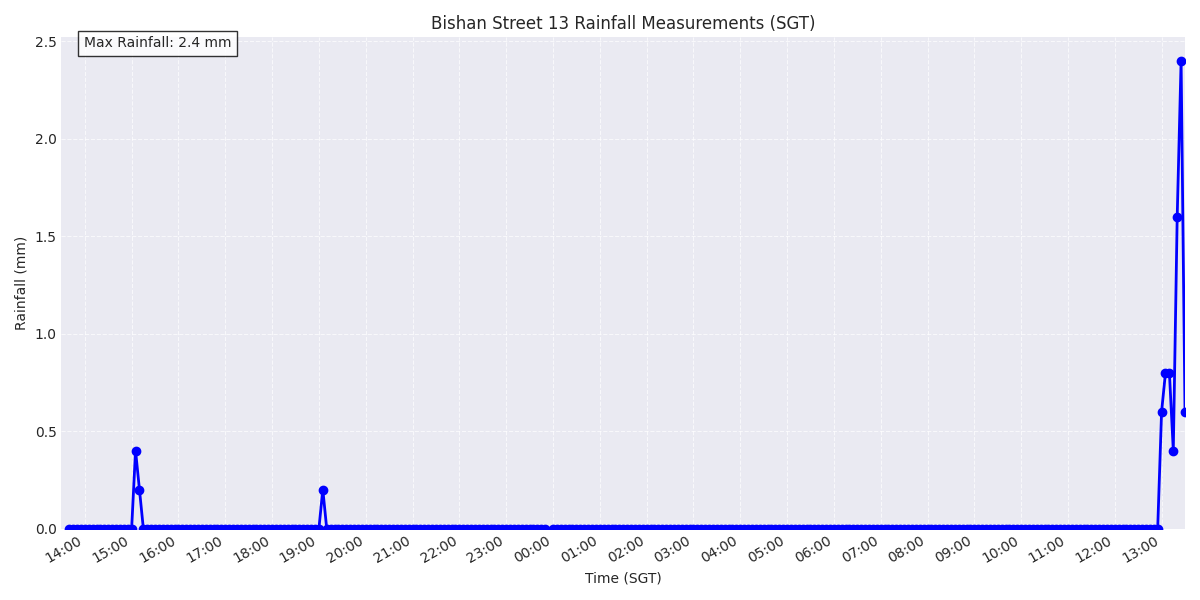 Bishan Street 13 Rainfall Measurements (SGT)
Max Rainfall: 2.4 mm
2.5
2.0
1.5
1.0
0.5
0.0
Rainfall (mm)
14:00 15:00 16:00 17:00 18:00 19:00 20:00 21:00 22:00 23:00 00:00 01:00 02:00 03:00 04:00 05:00 06:00 07:00 08:00 09:00 10:00 11:00 12:00 13:00
Time (SGT)